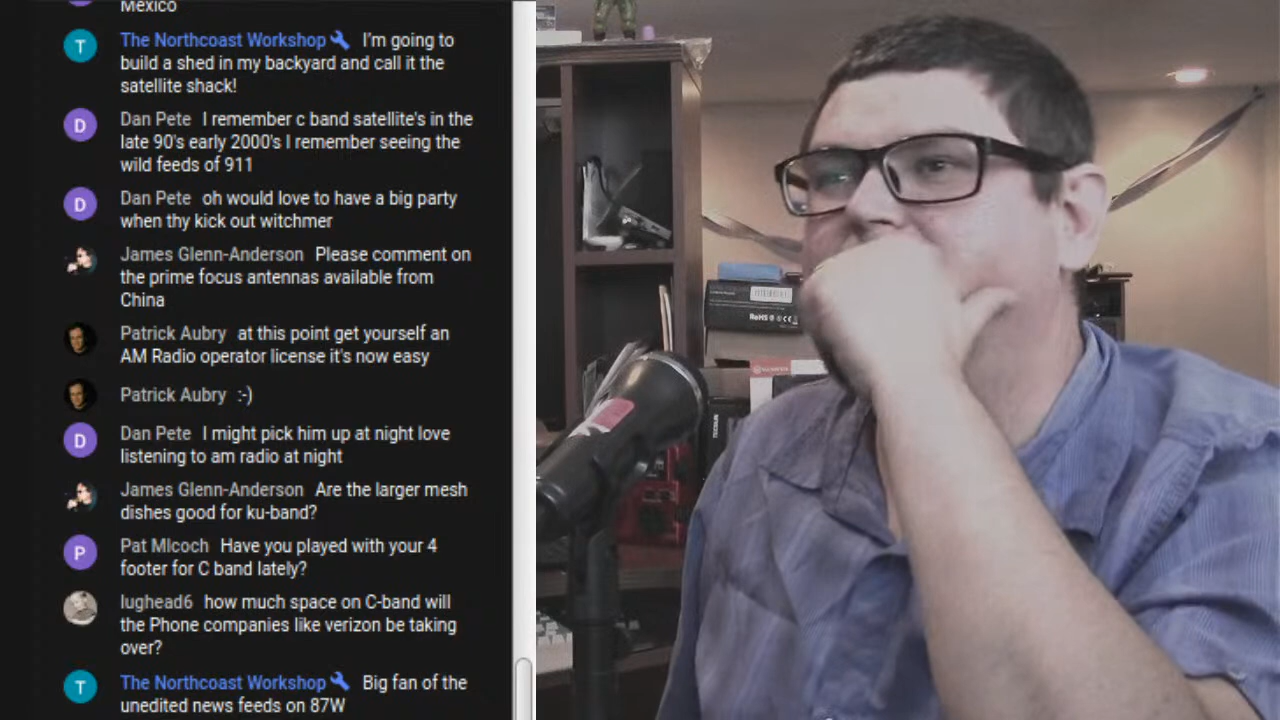 Mexico
T The Northcoast Workshop I'm going to
build a shed in my backyard and call it the
satellite shack!
D Dan Pete I remember c band satellite's in the
late 90's early 2000's I remember seeing the
wild feeds of 911
D Dan Pete oh would love to have a big party
when thy kick out witchmer
James Glenn-Anderson Please comment on
the prime focus antennas available from
China
Patrick Aubry at this point get yourself an
AM Radio operator license it's now easy
Patrick Aubry :-)
D Dan Pete I might pick him up at night love
listening to am radio at night
James Glenn-Anderson Are the larger mesh
dishes good for ku-band?
P Pat Mlcoch Have you played with your 4
footer for C band lately?
lughead6 how much space on C-band will
the Phone companies like verizon be taking
over?
T The Northcoast Workshop Big fan of the
unedited news feeds on 87W
RoHS